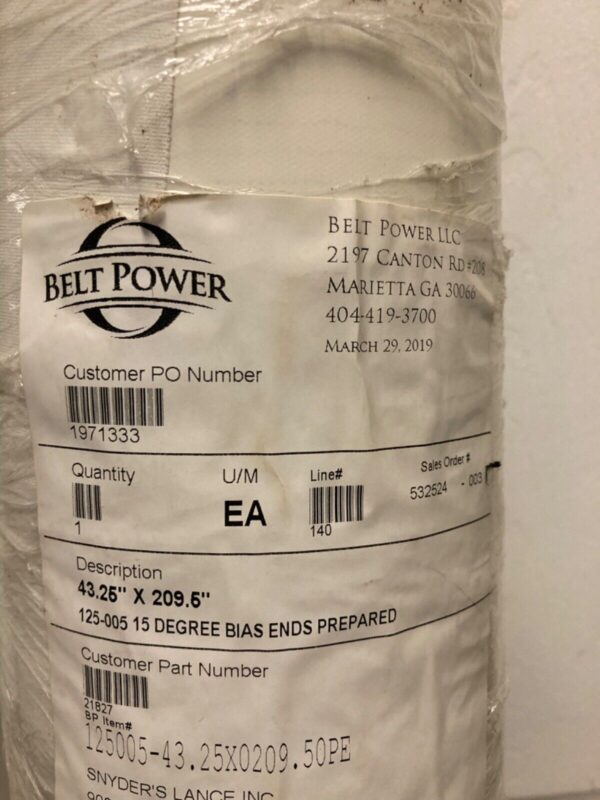 BELT POWER
BELT POWER LLC
2197 CANTON RD #208
MARIETTA GA 30066
404-419-3700
MARCH 29, 2019
Customer PO Number
1971333
Quantity
1
U/M
EA
Line#
140
Sales Order #
532524 - 003
Description
43.25" X 209.5"
125-005 15 DEGREE BIAS ENDS PREPARED
Customer Part Number
21827
BP Item#
125005-43.25X0209.50PE
SNYDER'S LANCE INC